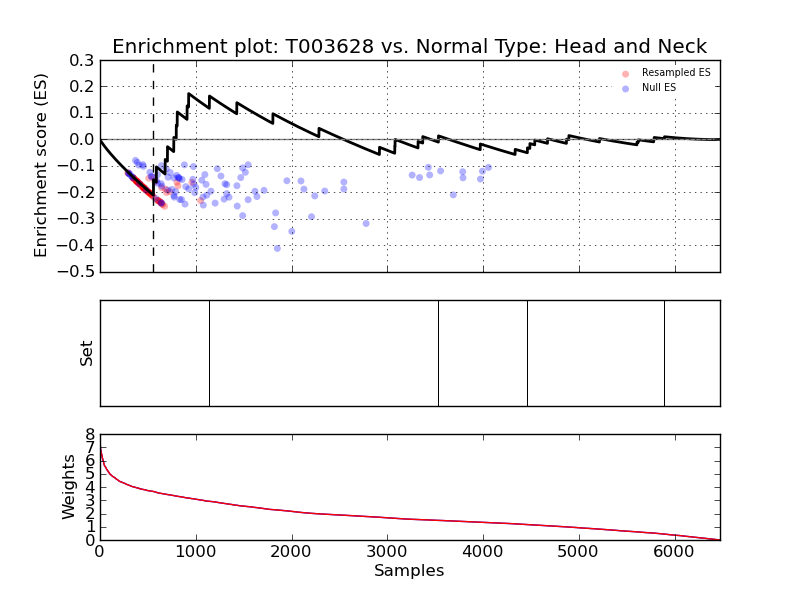 Enrichment plot: T003628 vs. Normal Type: Head and Neck
Enrichment score (ES)
0.3
0.2
0.1
0.0
−0.1
−0.2
−0.3
−0.4
−0.5
Resampled ES
Null ES
Set
Weights
8
7
6
5
4
3
2
1
0
0 1000 2000 3000 4000 5000 6000
Samples